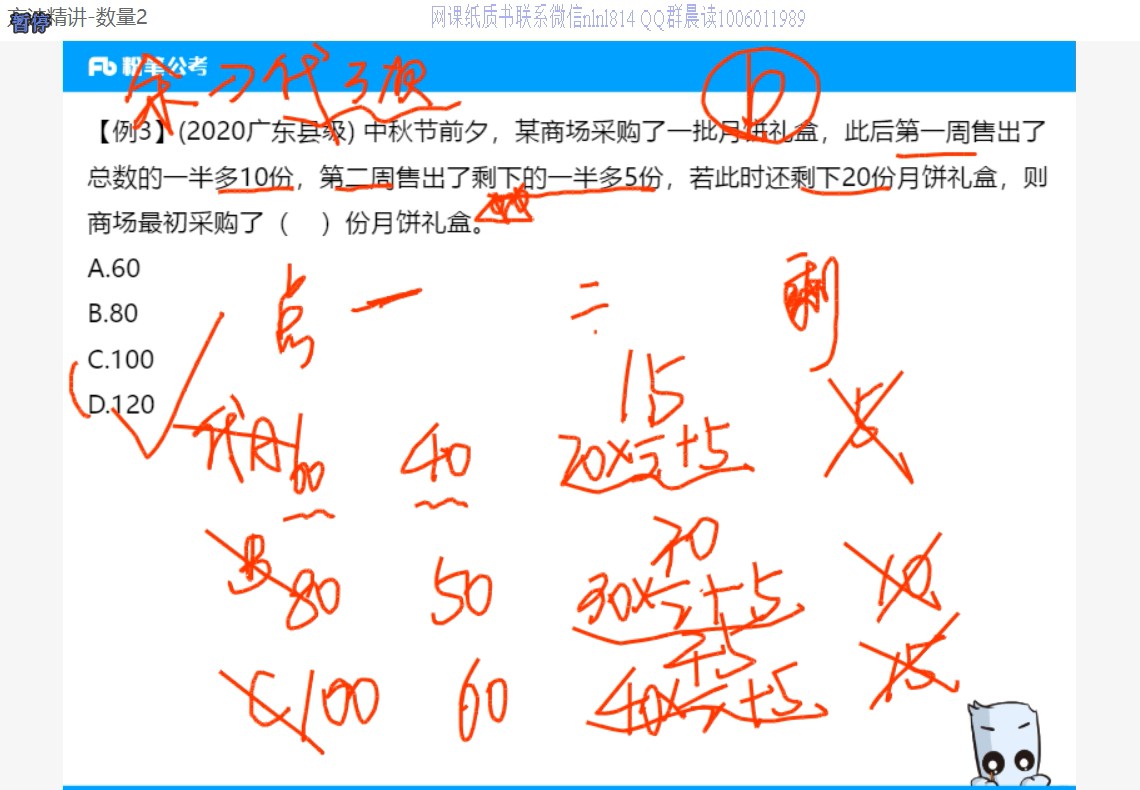 方法精讲-数量2
暂停
网课纸质书联系微信nlnl814 QQ群晨读1006011989
Fb 粉笔公考
代 3 项
b
【例3】(2020广东县级) 中秋节前夕，某商场采购了一批月饼礼盒，此后第一周售出了
总数的一半多10份，第二周售出了剩下的一半多5份，若此时还剩下20份月饼礼盒，则
商场最初采购了（ ）份月饼礼盒。
A.60
B.80
C.100
D.120
总 一 二 剩
15
代A 60 40 20×½+5 5
20
B 80 50 30×½+5 10
25
C 100 60 40×½+5 15